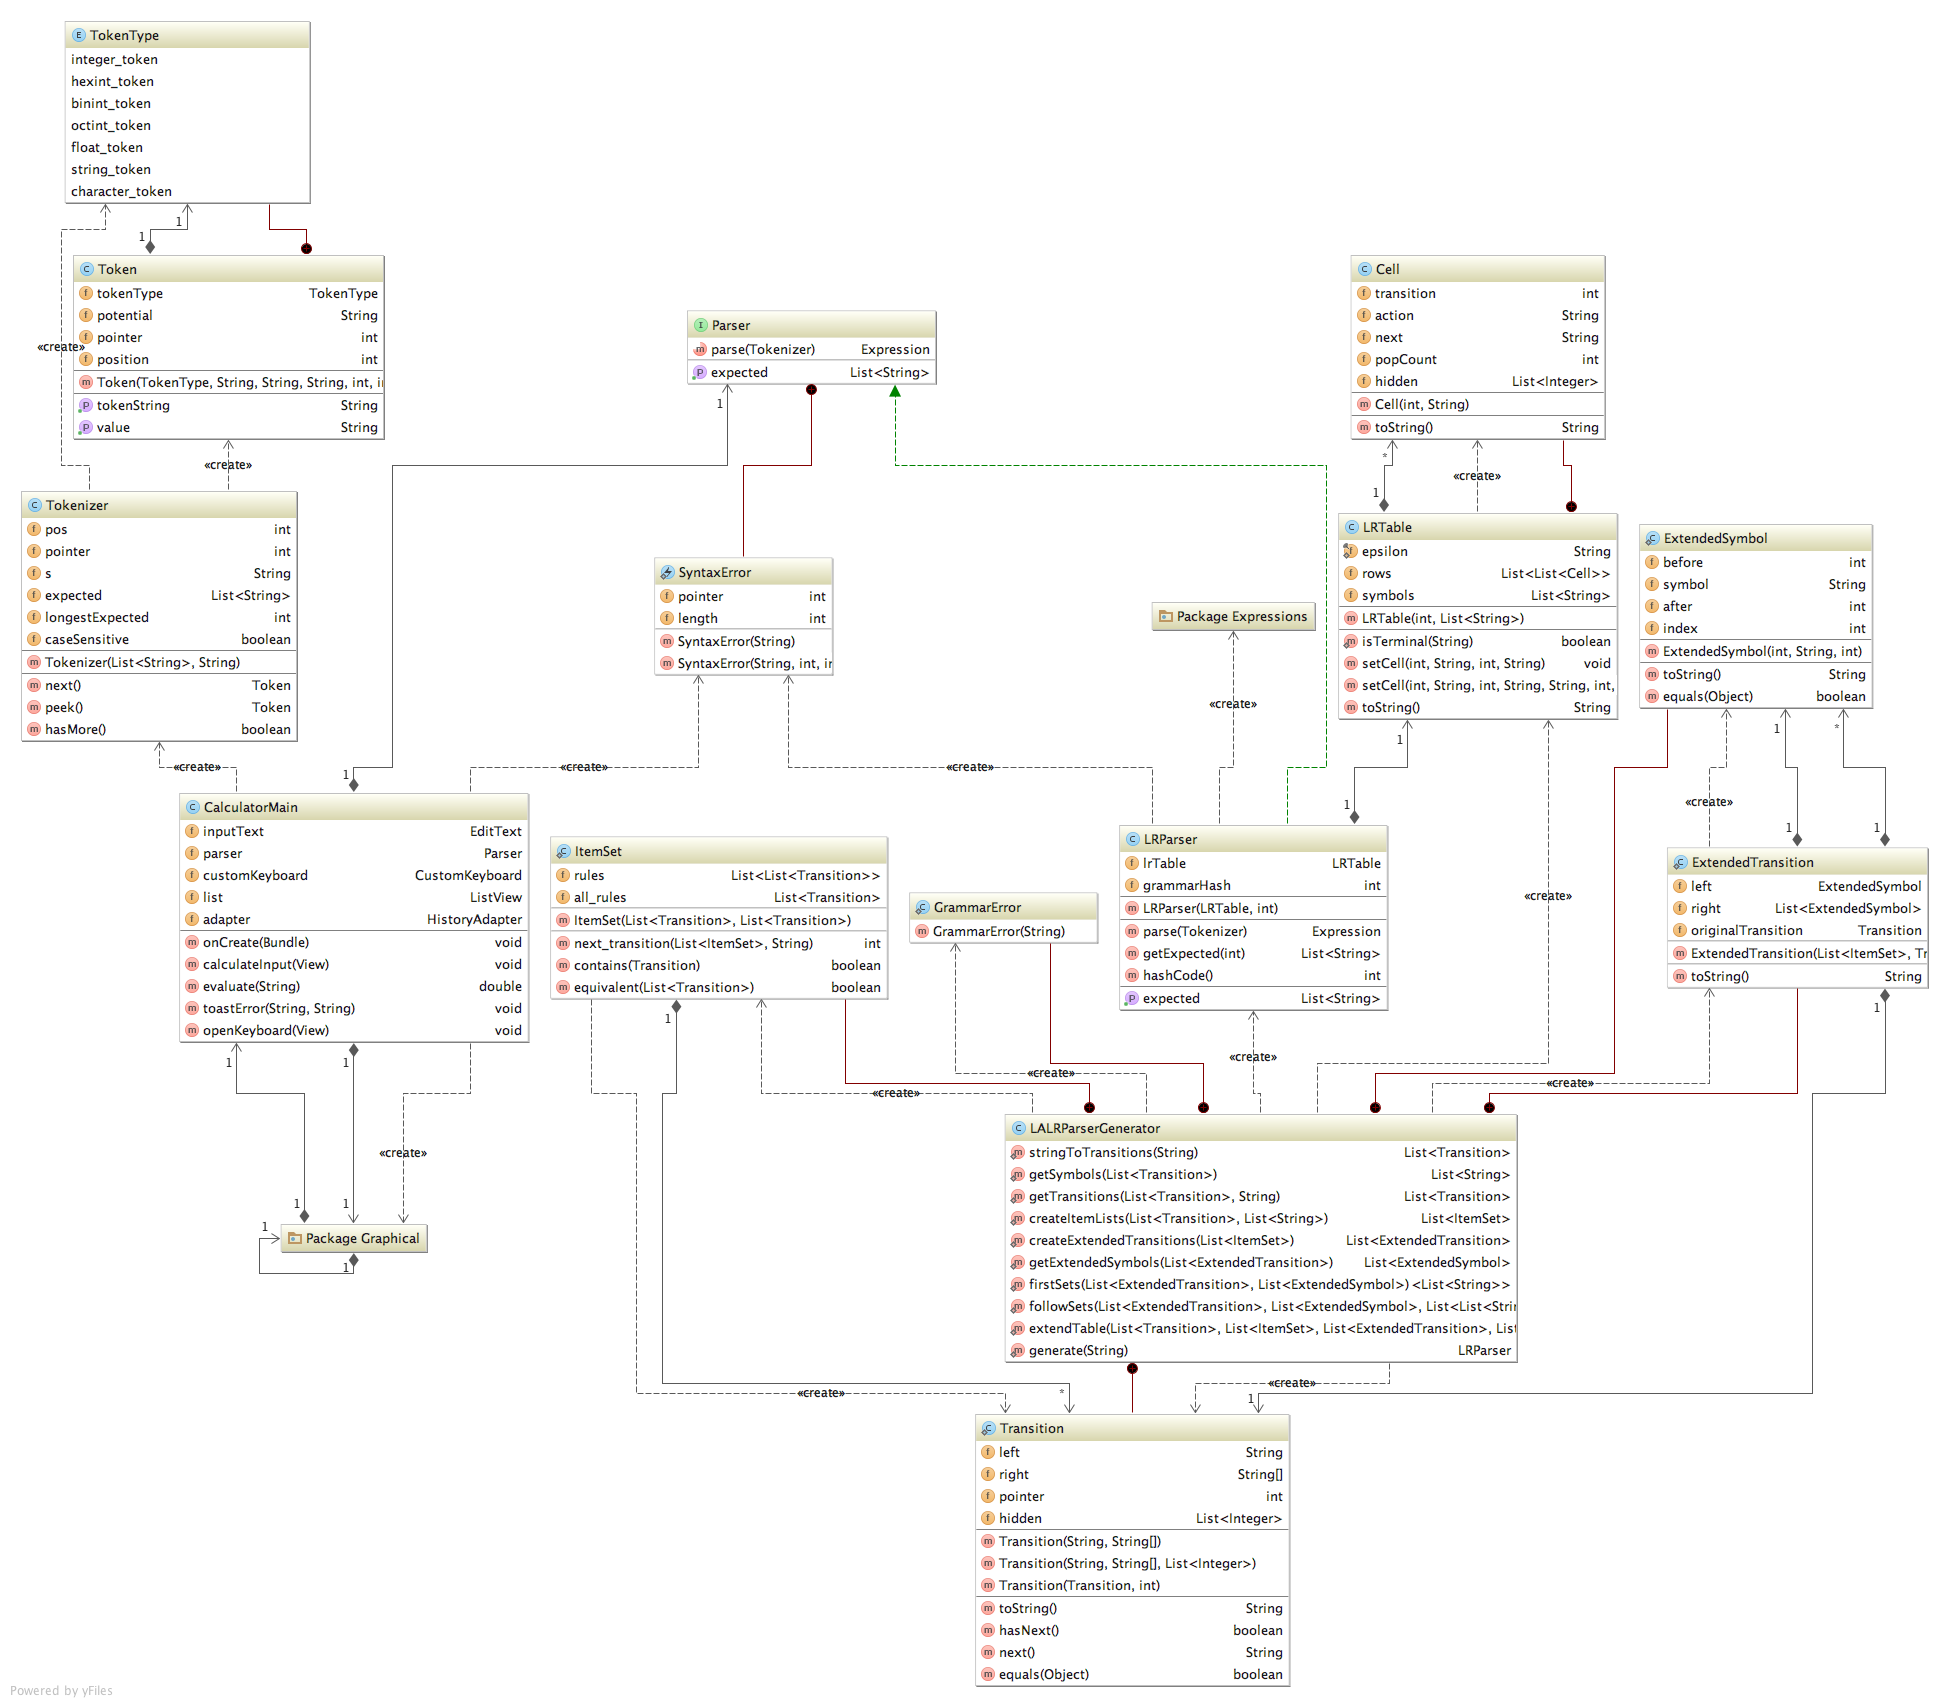 TokenType
integer_token
hexint_token
binint_token
octint_token
float_token
string_token
character_token
1
1
«create»
Token
tokenType TokenType
potential String
pointer int
position int
Token(TokenType, String, String, String, int, i
tokenString String
value String
«create»
Tokenizer
pos int
pointer int
s String
expected List<String>
longestExpected int
caseSensitive boolean
Tokenizer(List<String>, String)
next() Token
peek() Token
hasMore() boolean
«create»
Parser
parse(Tokenizer) Expression
expected List<String>
1
SyntaxError
pointer int
length int
SyntaxError(String)
SyntaxError(String, int, ir
«create»
«create»
Package Expressions
«create»
Cell
transition int
action String
next String
popCount int
hidden List<Integer>
Cell(int, String)
toString() String
*
1
«create»
LRTable
epsilon String
rows List<List<Cell>>
symbols List<String>
LRTable(int, List<String>)
isTerminal(String) boolean
setCell(int, String, int, String) void
setCell(int, String, int, String, String, int,
toString() String
1
1
«create»
ExtendedSymbol
before int
symbol String
after int
index int
ExtendedSymbol(int, String, int)
toString() String
equals(Object) boolean
1
*
«create»
1
1
1
CalculatorMain
inputText EditText
parser Parser
customKeyboard CustomKeyboard
list ListView
adapter HistoryAdapter
onCreate(Bundle) void
calculateInput(View) void
evaluate(String) double
toastError(String, String) void
openKeyboard(View) void
1
1
«create»
1
1
1
Package Graphical
1
ItemSet
rules List<List<Transition>>
all_rules List<Transition>
ItemSet(List<Transition>, List<Transition>)
next_transition(List<ItemSet>, String) int
contains(Transition) boolean
equivalent(List<Transition>) boolean
1
GrammarError
GrammarError(String)
LRParser
lrTable LRTable
grammarHash int
LRParser(LRTable, int)
parse(Tokenizer) Expression
getExpected(int) List<String>
hashCode() int
expected List<String>
ExtendedTransition
left ExtendedSymbol
right List<ExtendedSymbol>
originalTransition Transition
ExtendedTransition(List<ItemSet>, Tr
toString() String
1
«create»
«create»
«create»
«create»
LALRParserGenerator
stringToTransitions(String) List<Transition>
getSymbols(List<Transition>) List<String>
getTransitions(List<Transition>, String) List<Transition>
createItemLists(List<Transition>, List<String>) List<ItemSet>
createExtendedTransitions(List<ItemSet>) List<ExtendedTransition>
getExtendedSymbols(List<ExtendedTransition>) List<ExtendedSymbol>
firstSets(List<ExtendedTransition>, List<ExtendedSymbol>) <List<String>>
followSets(List<ExtendedTransition>, List<ExtendedSymbol>, List<List<Strin
extendTable(List<Transition>, List<ItemSet>, List<ExtendedTransition>, List
generate(String) LRParser
«create»
*
«create»
1
Transition
left String
right String[]
pointer int
hidden List<Integer>
Transition(String, String[])
Transition(String, String[], List<Integer>)
Transition(Transition, int)
toString() String
hasNext() boolean
next() String
equals(Object) boolean
Powered by yFiles